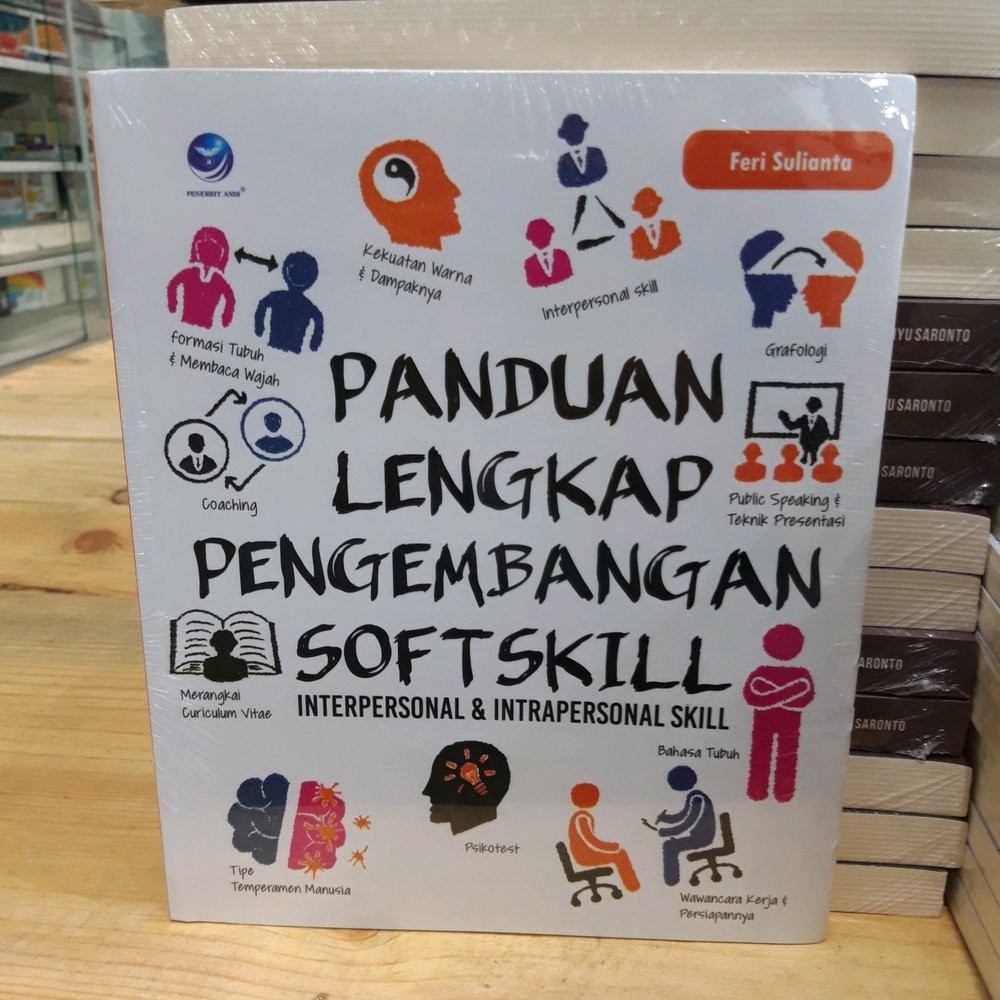 PENERBIT ANDI®
Feri Sulianta
Kekuatan Warna
& Dampaknya
Interpersonal Skill
Formasi Tubuh
& Membaca Wajah
Grafologi
PANDUAN
LENGKAP
PENGEMBANGAN
SOFTSKILL
INTERPERSONAL & INTRAPERSONAL SKILL
Coaching
Public Speaking &
Teknik Presentasi
Merangkai
Curiculum Vitae
Bahasa Tubuh
Psikotest
Tipe
Temperamen Manusia
Wawancara Kerja &
Persiapannya
YU SARONTO
U SARONTO
SARONTO
ARONTO
SARONTO